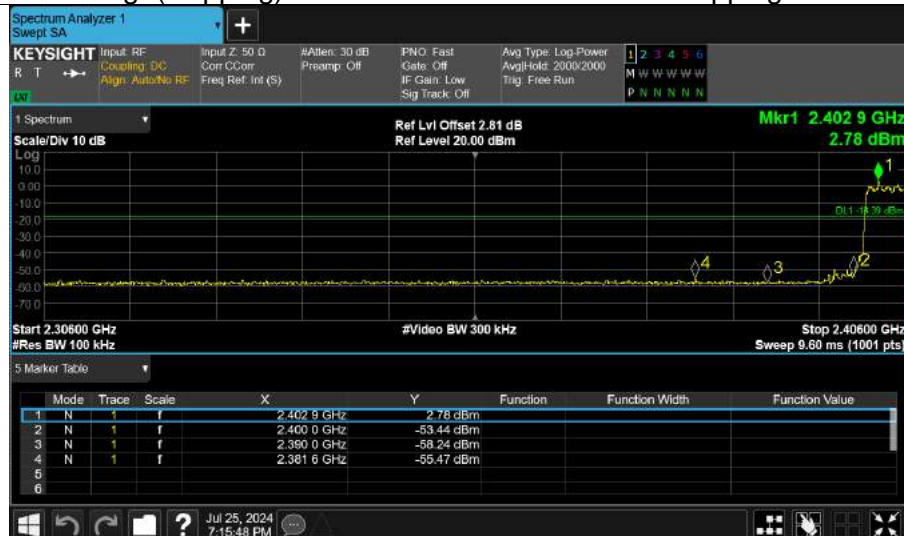 Spectrum Analyzer 1
Swept SA
+
KEYSIGHT Input: RF Input Z: 50 Ω #Atten: 30 dB PNO: Fast Avg Type: Log-Power 1 2 3 4 5 6
R T Coupling: DC Corr CCorr Preamp: Off Gate: Off Avg|Hold: 2000/2000 M W W W W W
Align: Auto/No RF Freq Ref: Int (S) IF Gain: Low Trig: Free Run
LXI Sig Track: Off P N N N N N
1 Spectrum Ref Lvl Offset 2.81 dB Mkr1 2.402 9 GHz
Scale/Div 10 dB Ref Level 20.00 dBm 2.78 dBm
Log
10.0 1
0.00
-10.0
-20.0 DL1 -18.39 dBm
-30.0
-40.0
-50.0 4 3 2
-60.0
-70.0
Start 2.30600 GHz #Video BW 300 kHz Stop 2.40600 GHz
#Res BW 100 kHz Sweep 9.60 ms (1001 pts)
5 Marker Table
Mode Trace Scale X Y Function Function Width Function Value
1 N 1 f 2.402 9 GHz 2.78 dBm
2 N 1 f 2.400 0 GHz -53.44 dBm
3 N 1 f 2.390 0 GHz -58.24 dBm
4 N 1 f 2.381 6 GHz -55.47 dBm
5
6
? Jul 25, 2024
7:15:48 PM